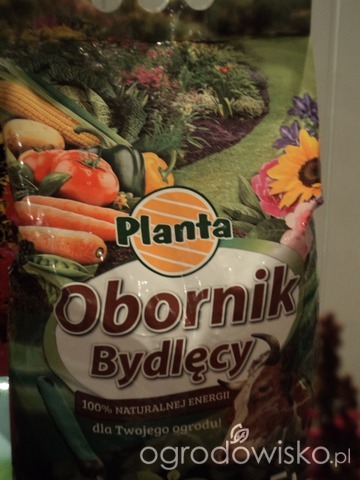 Planta
Obornik
Bydlęcy
100% NATURALNEJ ENERGII
dla Twojego ogrodu!
ogrodowisko.pl